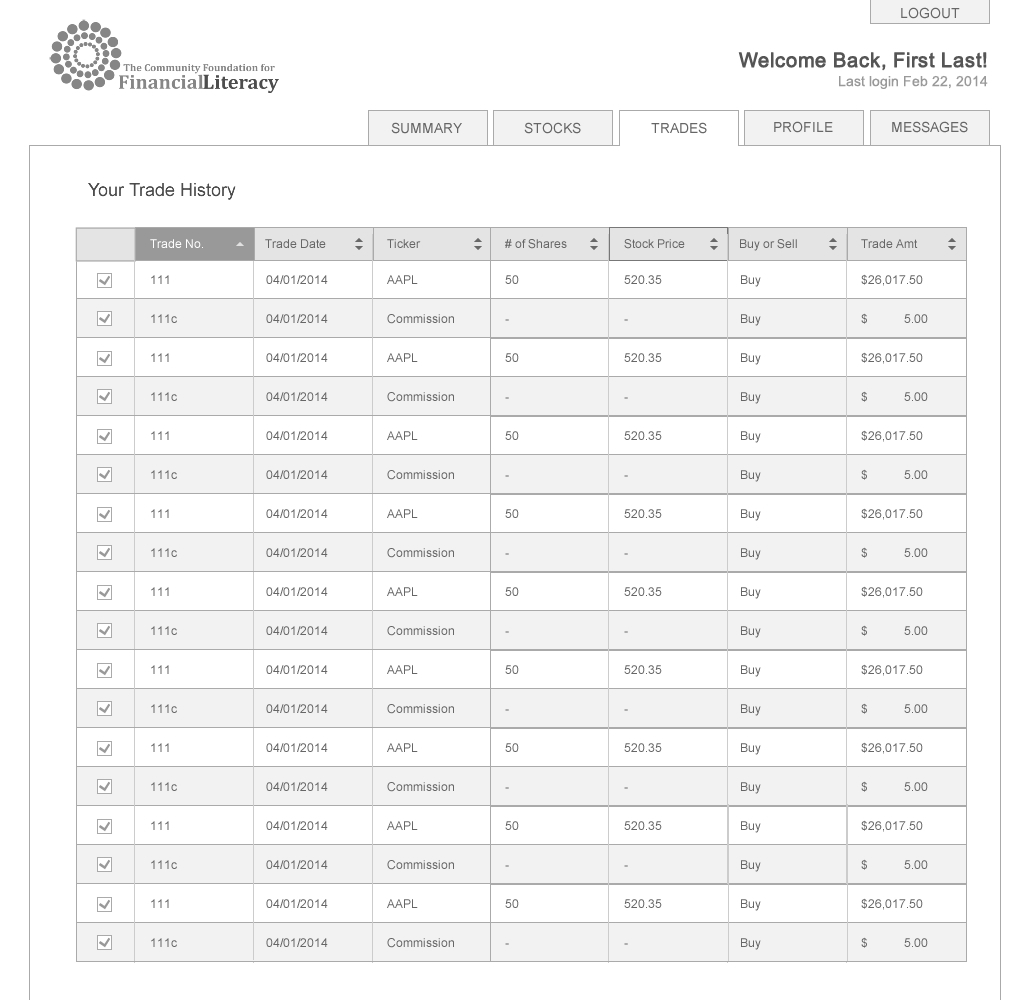 LOGOUT
The Community Foundation for
FinancialLiteracy
Welcome Back, First Last!
Last login Feb 22, 2014
SUMMARY STOCKS TRADES PROFILE MESSAGES
Your Trade History
Trade No. Trade Date Ticker # of Shares Stock Price Buy or Sell Trade Amt
111 04/01/2014 AAPL 50 520.35 Buy $26,017.50
111c 04/01/2014 Commission - - Buy $ 5.00
111 04/01/2014 AAPL 50 520.35 Buy $26,017.50
111c 04/01/2014 Commission - - Buy $ 5.00
111 04/01/2014 AAPL 50 520.35 Buy $26,017.50
111c 04/01/2014 Commission - - Buy $ 5.00
111 04/01/2014 AAPL 50 520.35 Buy $26,017.50
111c 04/01/2014 Commission - - Buy $ 5.00
111 04/01/2014 AAPL 50 520.35 Buy $26,017.50
111c 04/01/2014 Commission - - Buy $ 5.00
111 04/01/2014 AAPL 50 520.35 Buy $26,017.50
111c 04/01/2014 Commission - - Buy $ 5.00
111 04/01/2014 AAPL 50 520.35 Buy $26,017.50
111c 04/01/2014 Commission - - Buy $ 5.00
111 04/01/2014 AAPL 50 520.35 Buy $26,017.50
111c 04/01/2014 Commission - - Buy $ 5.00
111 04/01/2014 AAPL 50 520.35 Buy $26,017.50
111c 04/01/2014 Commission - - Buy $ 5.00